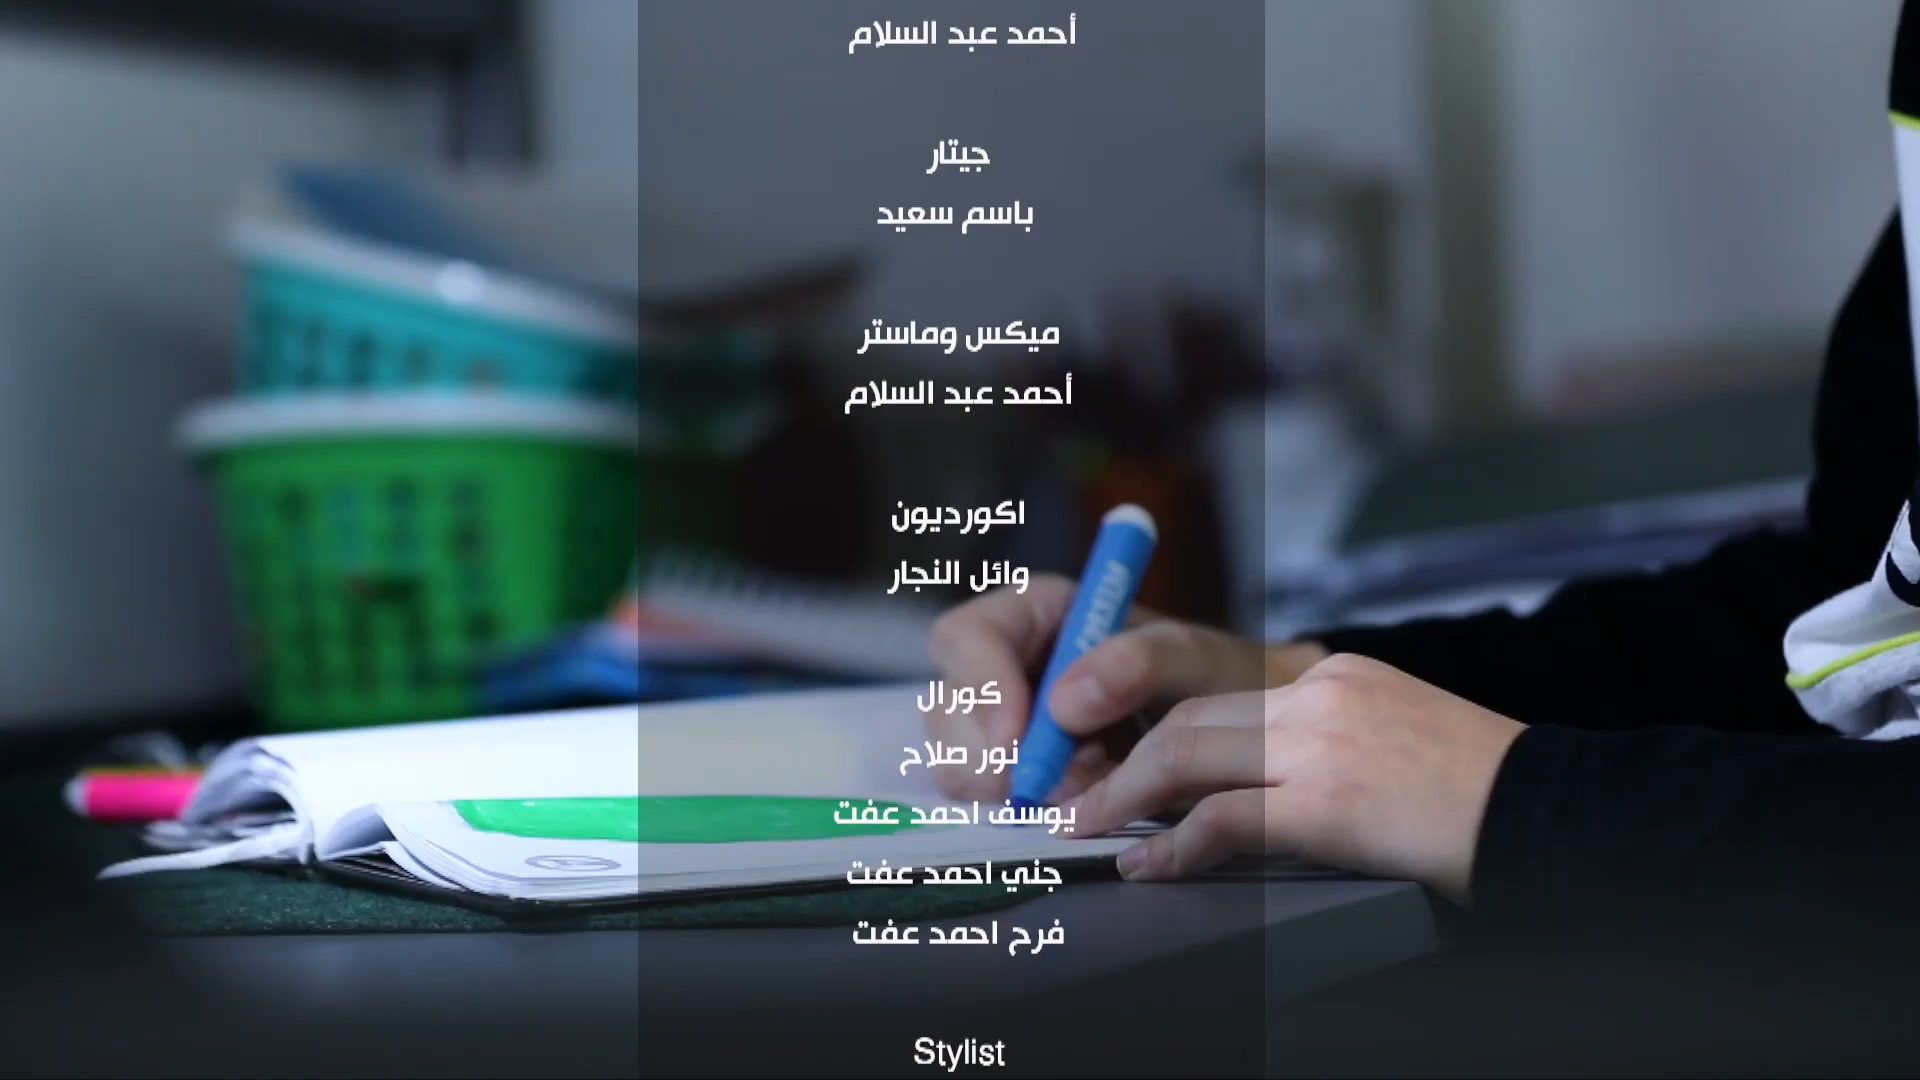 أحمد عبد السلام
جيتار
باسم سعيد
ميكس وماستر
أحمد عبد السلام
اكورديون
وائل النجار
كورال
نور صلاح
يوسف احمد عفت
جني احمد عفت
فرح احمد عفت
Stylist